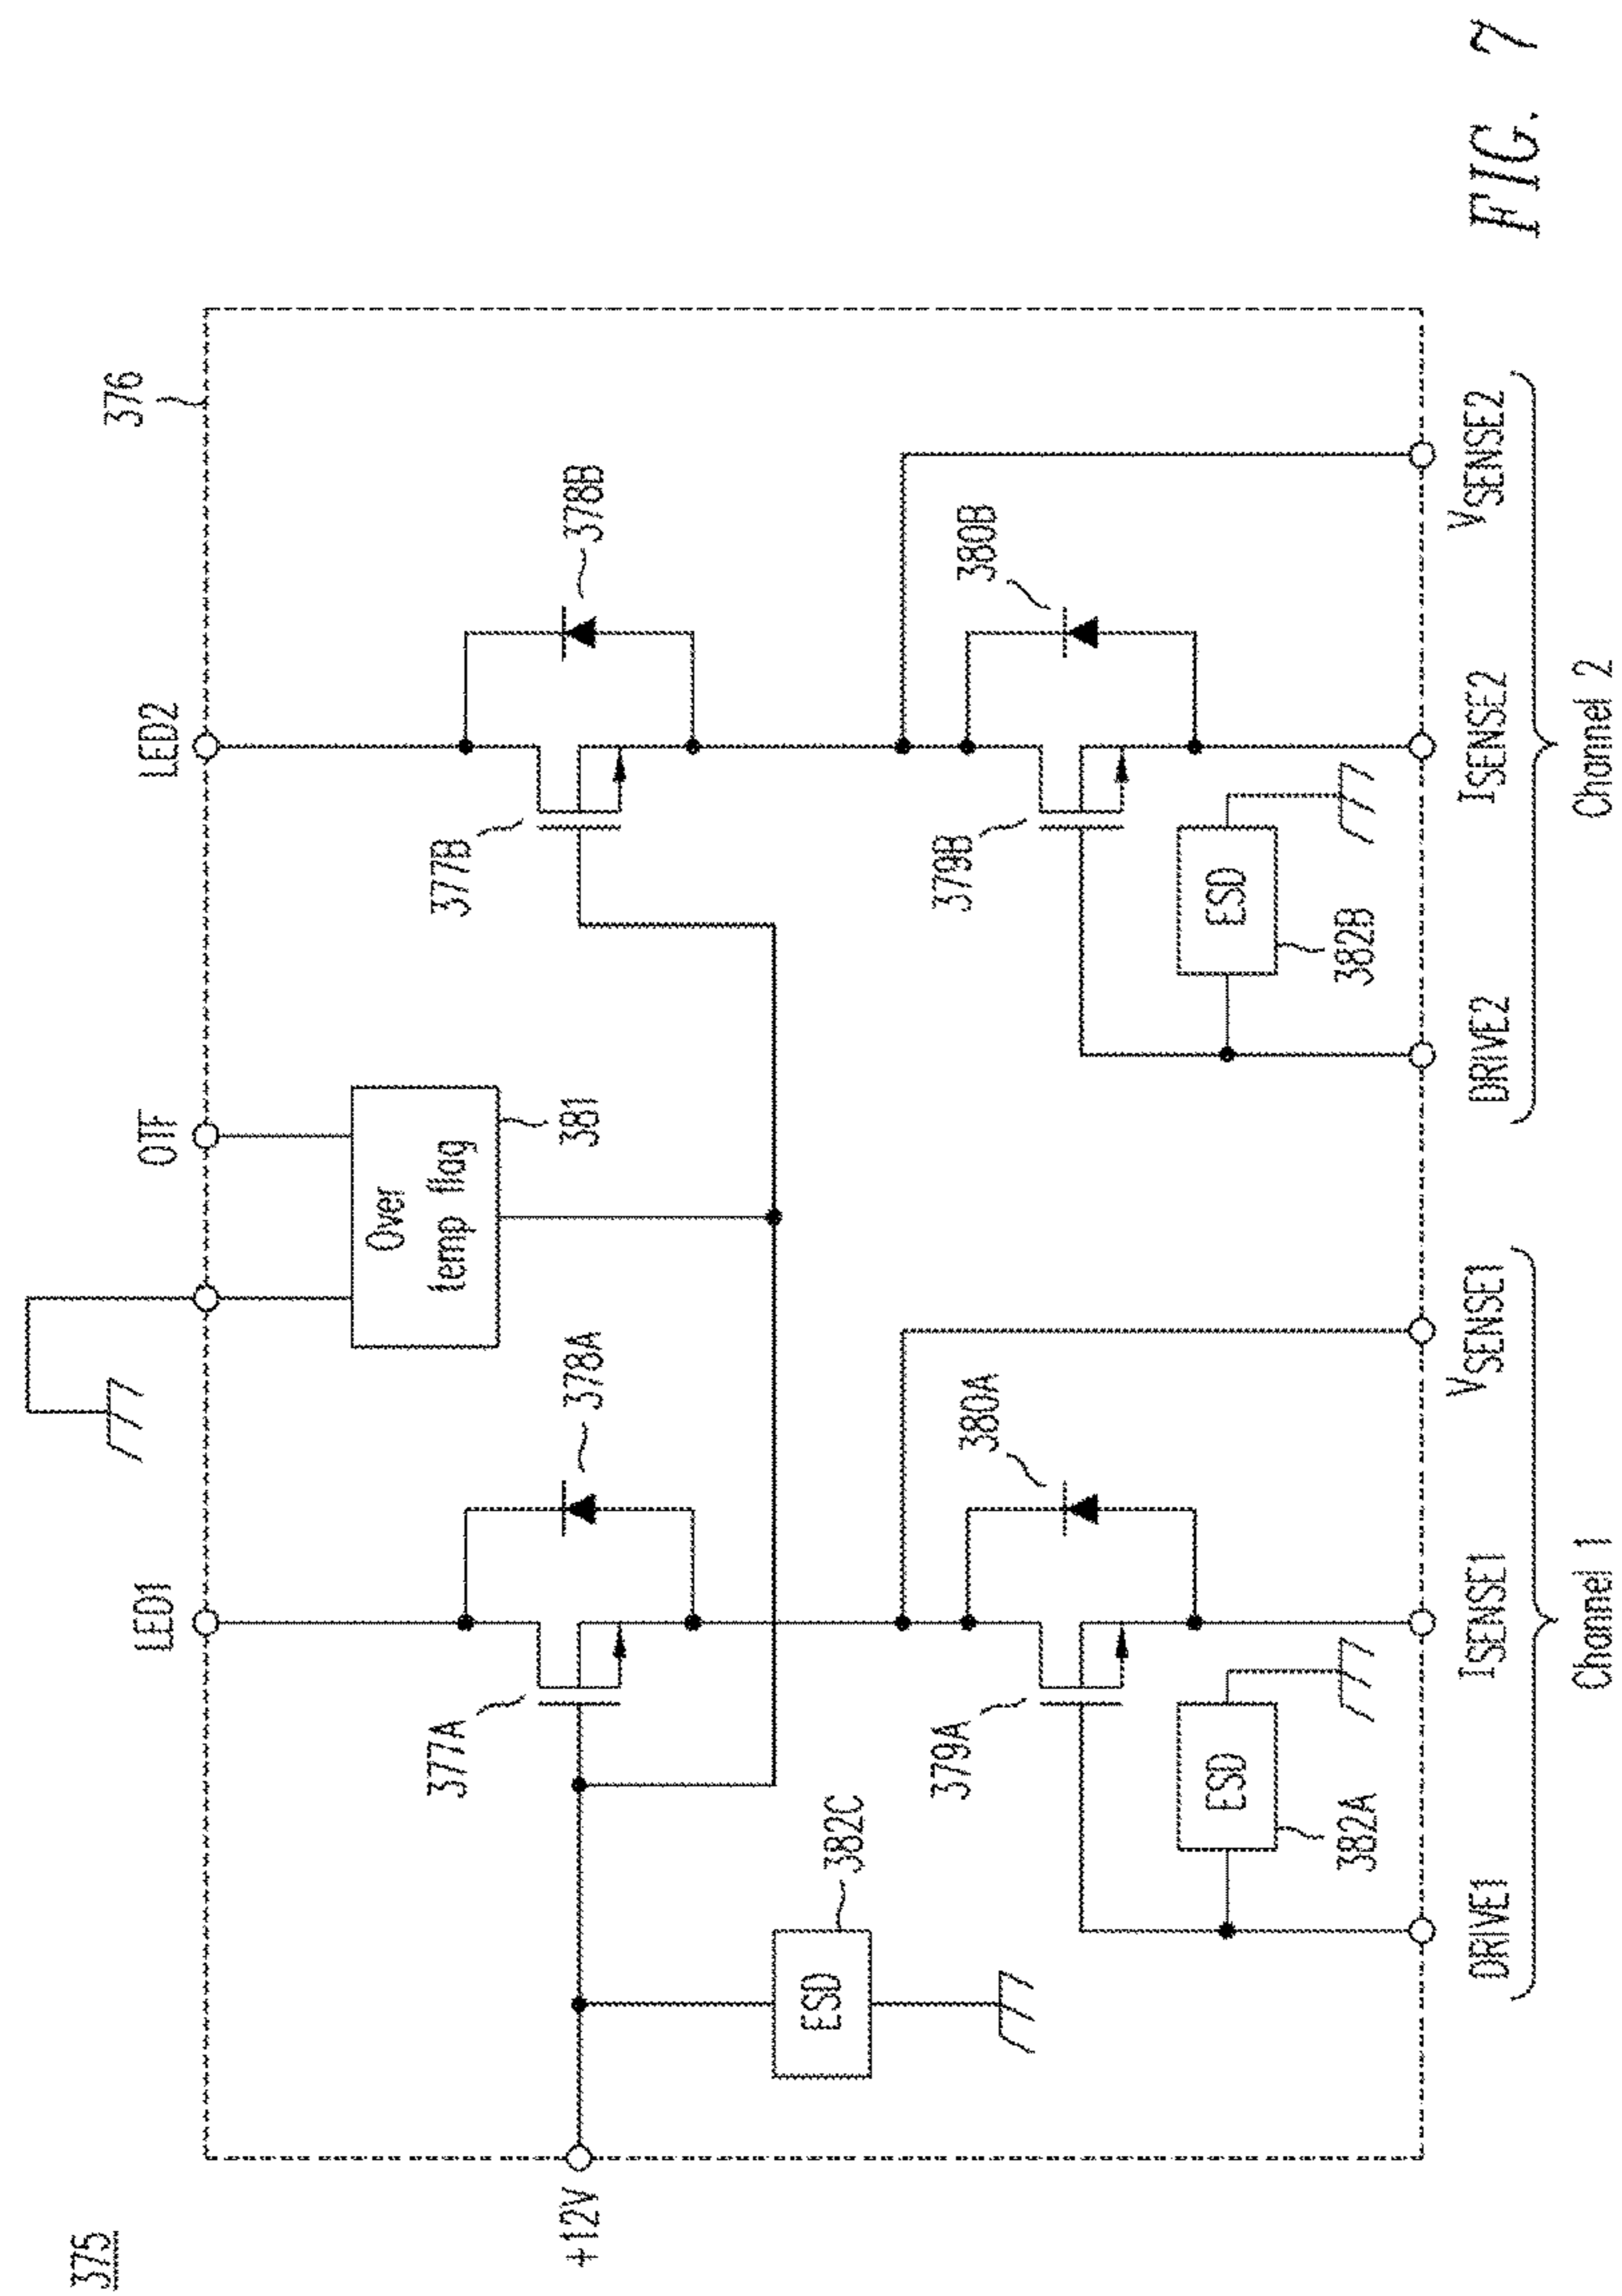 375
376
LED1
OTF
LED2
Over
temp flag
381
+12V
377A
378A
377B
378B
ESD
382C
379A
380A
379B
380B
ESD
382A
ESD
382B
DRIVE1
ISENSE1
VSENSE1
DRIVE2
ISENSE2
VSENSE2
Channel 1
Channel 2
FIG. 7